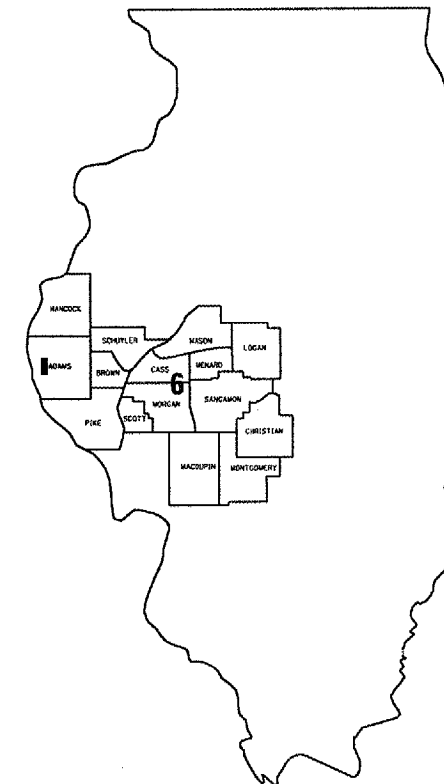 HANCOCK
SCHUYLER
MASON
LOGAN
ADAMS
BROWN
CASS
MENARD
6
MORGAN
SANGAMON
PIKE
SCOTT
CHRISTIAN
MACOUPIN
MONTGOMERY